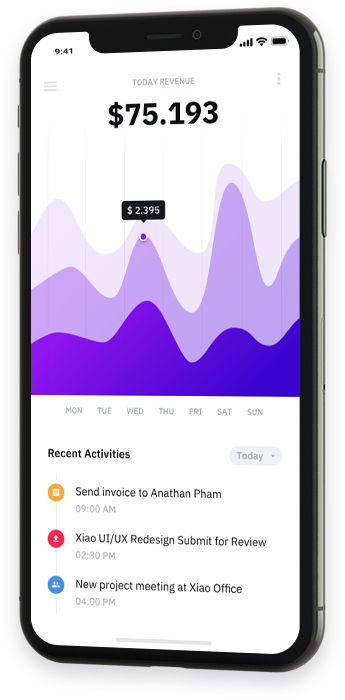 9:41
TODAY REVENUE
$75.193
$ 2.395
MON TUE WED THU FRI SAT SUN
Recent Activities
Today
Send invoice to Anathan Pham
09:00 AM
Xiao UI/UX Redesign Submit for Review
02:30 PM
New project meeting at Xiao Office
04:00 PM